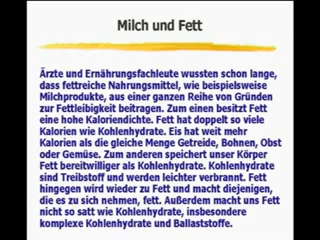 Milch und Fett
Ärzte und Ernährungsfachleute wussten schon lange,
dass fettreiche Nahrungsmittel, wie beispielsweise
Milchprodukte, aus einer ganzen Reihe von Gründen
zur Fettleibigkeit beitragen. Zum einen besitzt Fett
eine hohe Kaloriendichte. Fett hat doppelt so viele
Kalorien wie Kohlenhydrate. Eis hat weit mehr
Kalorien als die gleiche Menge Getreide, Bohnen, Obst
oder Gemüse. Zum anderen speichert unser Körper
Fett bereitwilliger als Kohlenhydrate. Kohlenhydrate
sind Treibstoff und werden leichter verbrannt. Fett
hingegen wird wieder zu Fett und macht diejenigen,
die es zu sich nehmen, fett. Außerdem macht uns Fett
nicht so satt wie Kohlenhydrate, insbesondere
komplexe Kohlenhydrate und Ballaststoffe.